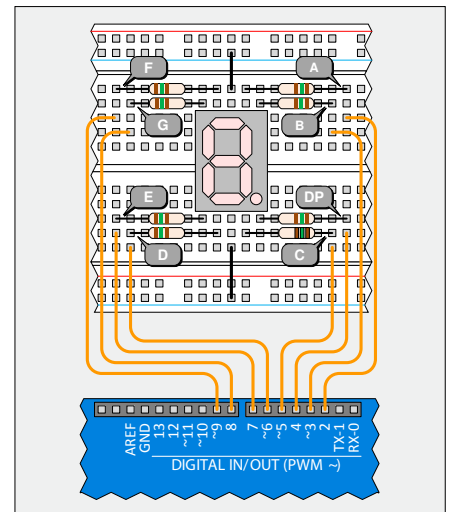 F
A
G
B
E
DP
D
C
AREF
GND
13
12
~11
~10
~9
8
7
~6
~5
4
~3
2
TX-1
RX-0
DIGITAL IN/OUT (PWM ~)